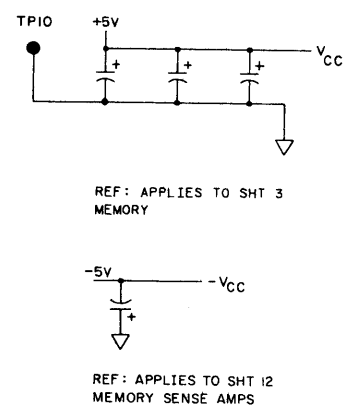 TP10 +5V
VCC
+ + +
REF: APPLIES TO SHT 3
MEMORY
-5V -VCC
+
REF: APPLIES TO SHT 12
MEMORY SENSE AMPS